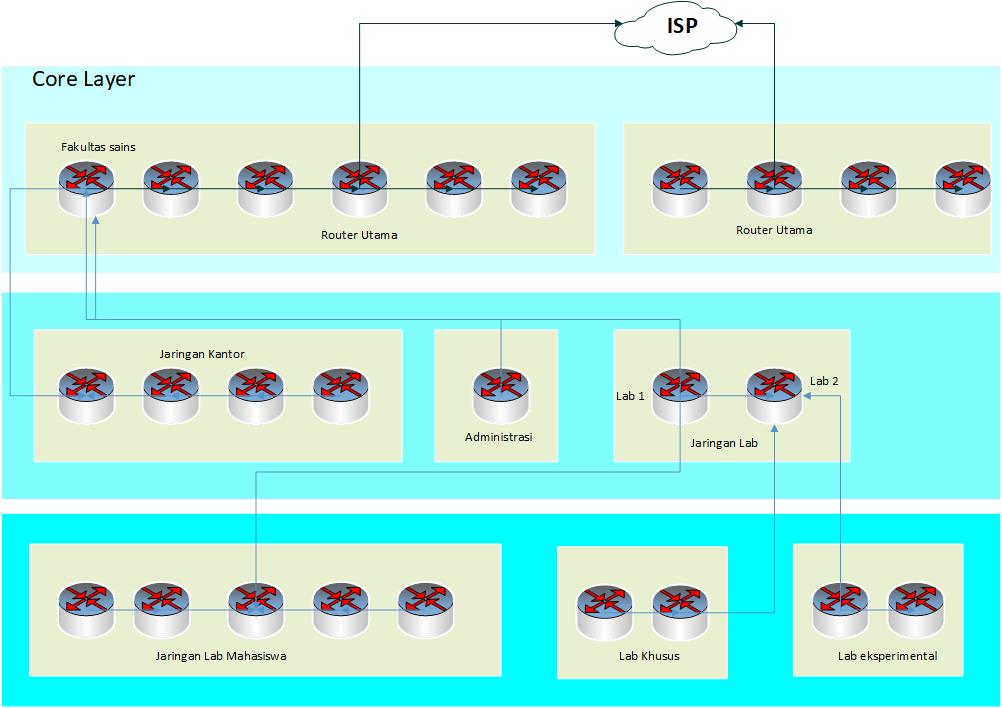 ISP
Core Layer
Fakultas sains
Router Utama
Router Utama
Jaringan Kantor
Administrasi
Lab 1
Lab 2
Jaringan Lab
Jaringan Lab Mahasiswa
Lab Khusus
Lab eksperimental